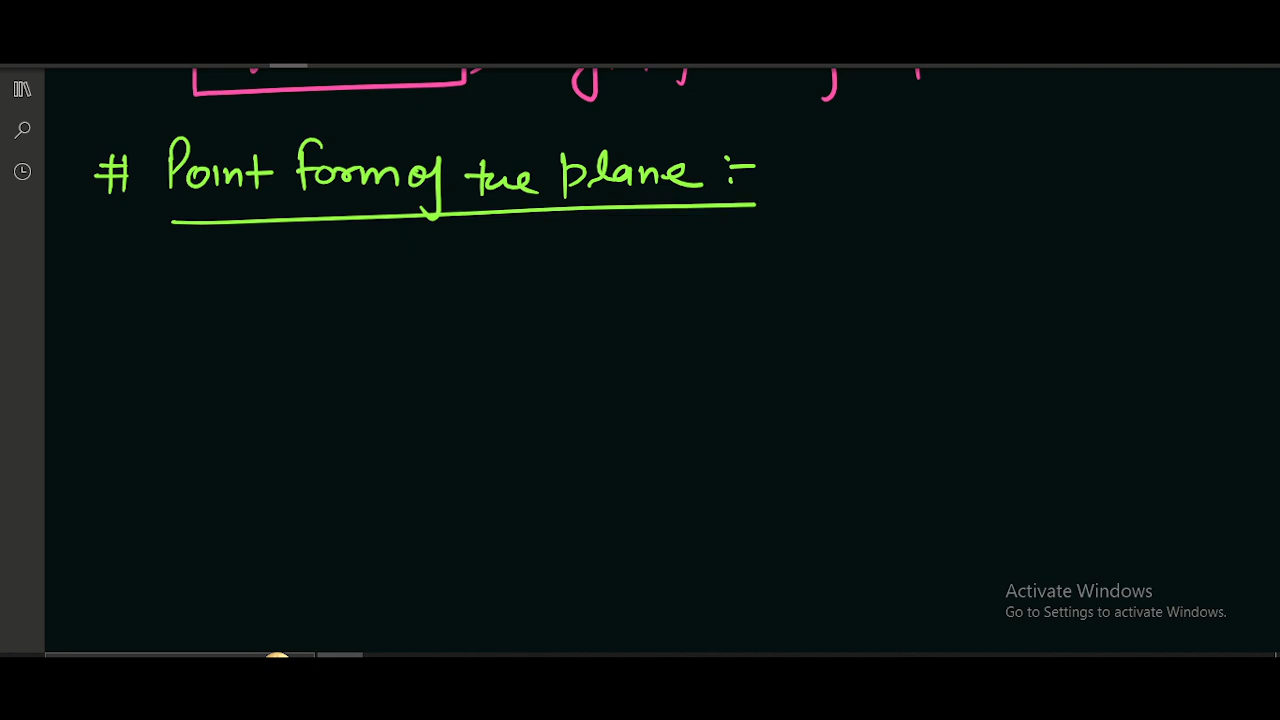 # Point form of the plane :-
Activate Windows
Go to Settings to activate Windows.